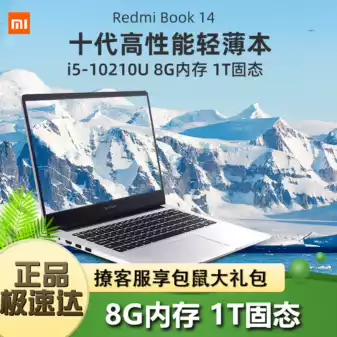 mi
Redmi Book 14
十代高性能轻薄本
i5-10210U 8G内存 1T固态
正品
极速达
撩客服享包鼠大礼包
8G内存 1T固态